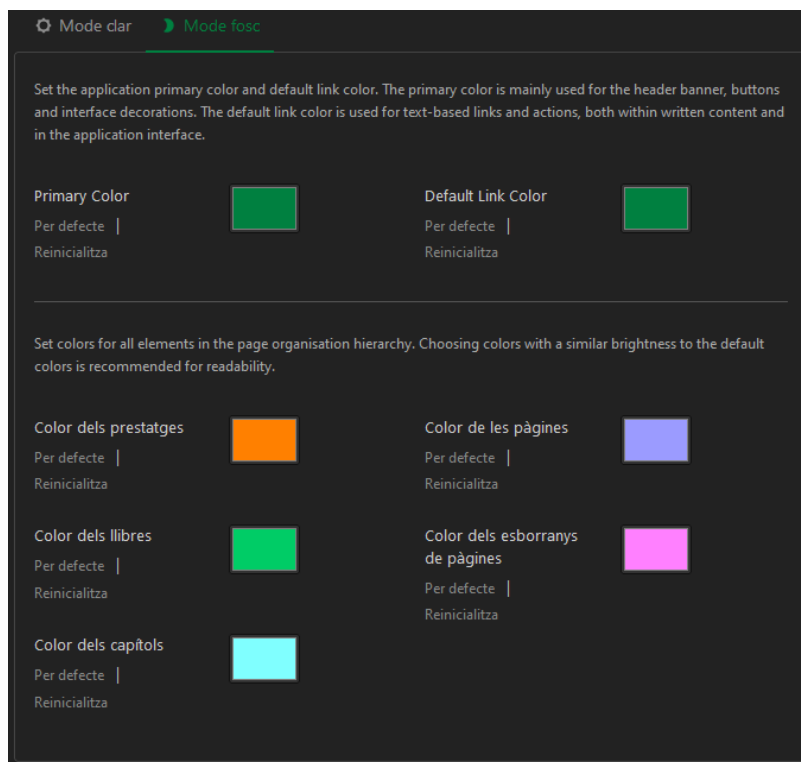 Mode clar
Mode fosc
Set the application primary color and default link color. The primary color is mainly used for the header banner, buttons
and interface decorations. The default link color is used for text-based links and actions, both within written content and
in the application interface.
Primary Color
Per defecte |
Reinicialitza
Default Link Color
Per defecte |
Reinicialitza
Set colors for all elements in the page organisation hierarchy. Choosing colors with a similar brightness to the default
colors is recommended for readability.
Color dels prestatges
Per defecte |
Reinicialitza
Color dels llibres
Per defecte |
Reinicialitza
Color dels capítols
Per defecte |
Reinicialitza
Color de les pàgines
Per defecte |
Reinicialitza
Color dels esborranys
de pàgines
Per defecte |
Reinicialitza